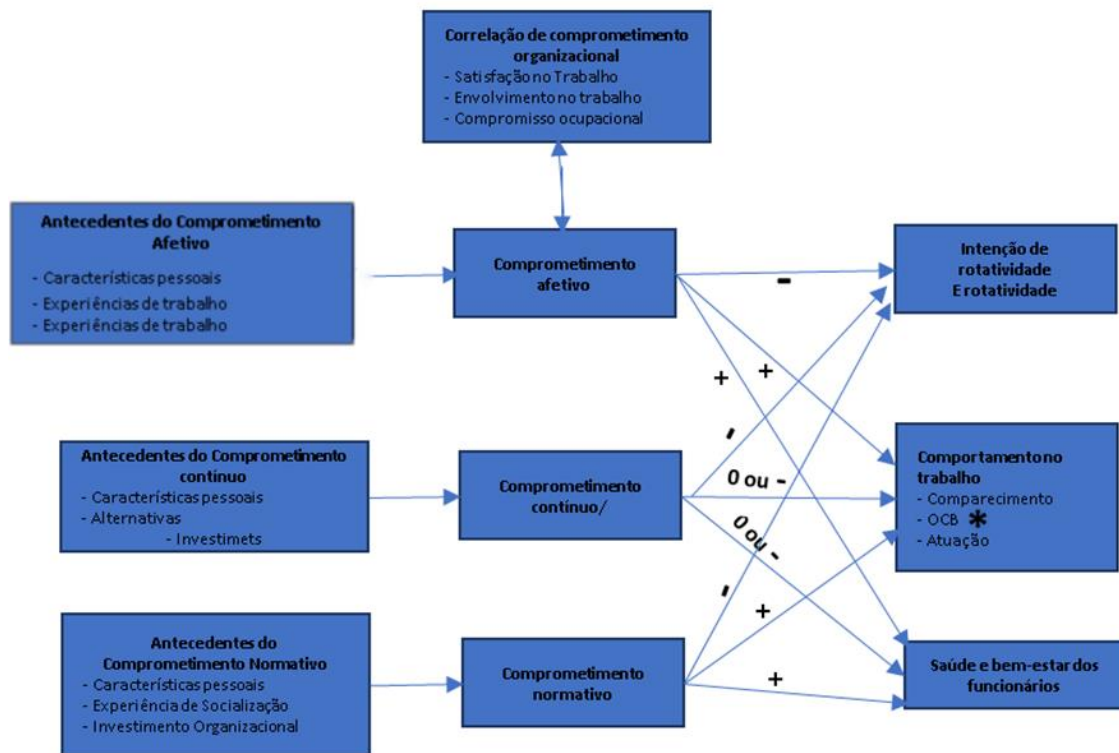 Correlação de comprometimento
organizacional
- Satisfação no Trabalho
- Envolvimento no trabalho
- Compromisso ocupacional
Antecedentes do Comprometimento
Afetivo
- Características pessoais
- Experiências de trabalho
- Experiências de trabalho
Comprometimento
afetivo
Intenção de
rotatividade
E rotatividade
-
+
+
-
0 ou -
0 ou -
-
+
+
Antecedentes do Comprometimento
contínuo
- Características pessoais
- Alternativas
- Investimets
Comprometimento
contínuo/
Comportamento no
trabalho
- Comparecimento
- OCB *
- Atuação
Antecedentes do
Comprometimento Normativo
- Características pessoais
- Experiência de Socialização
- Investimento Organizacional
Comprometimento
normativo
Saúde e bem-estar dos
funcionários